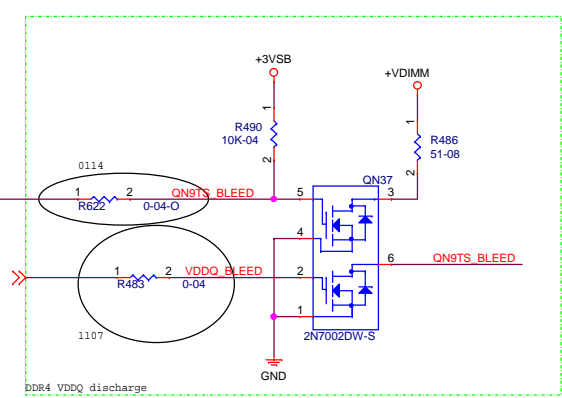 +3VSB
+VDIMM
1
R490
10K-04
2
1
R486
51-08
2
0114
QN37
1
2
QN9TS_BLEED
5
3
R622
0-04-O
4
6
QN9TS_BLEED
1
2
VDDQ_BLEED
2
R483
0-04
1
1107
2N7002DW-S
GND
DDR4 VDDQ discharge